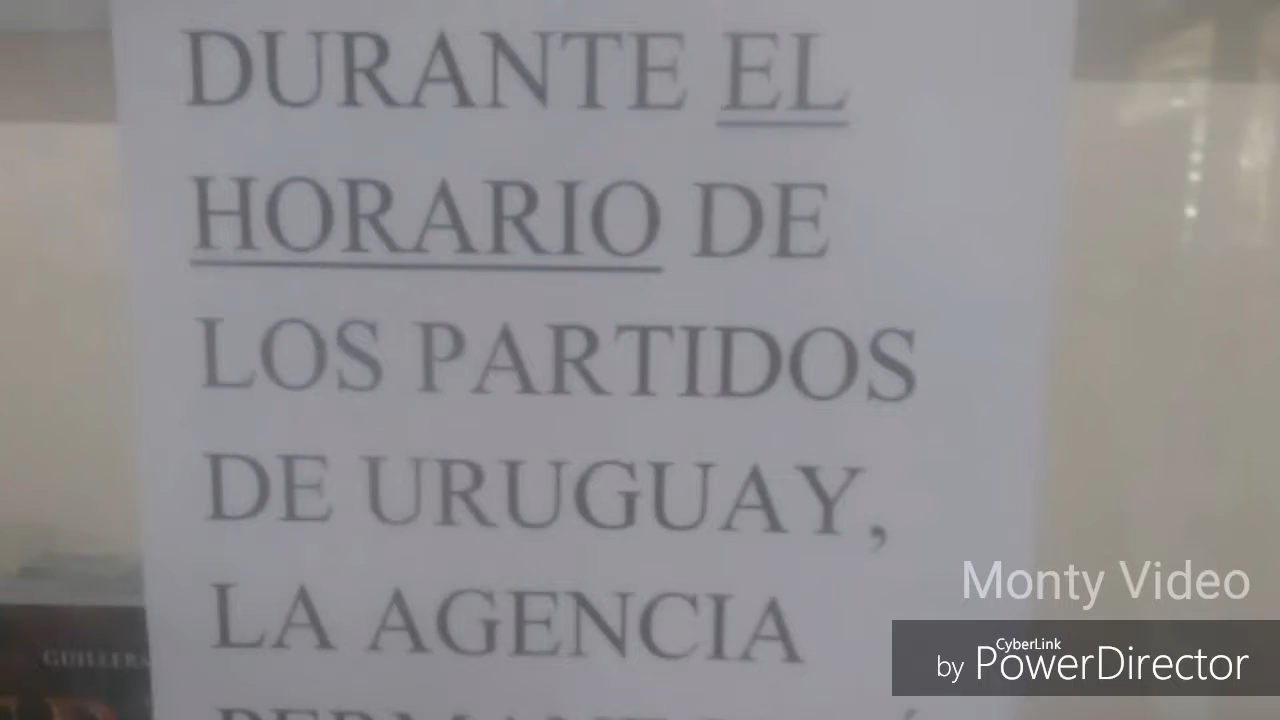 DURANTE EL
HORARIO DE
LOS PARTIDOS
DE URUGUAY,
LA AGENCIA
Monty Video
CyberLink
by PowerDirector